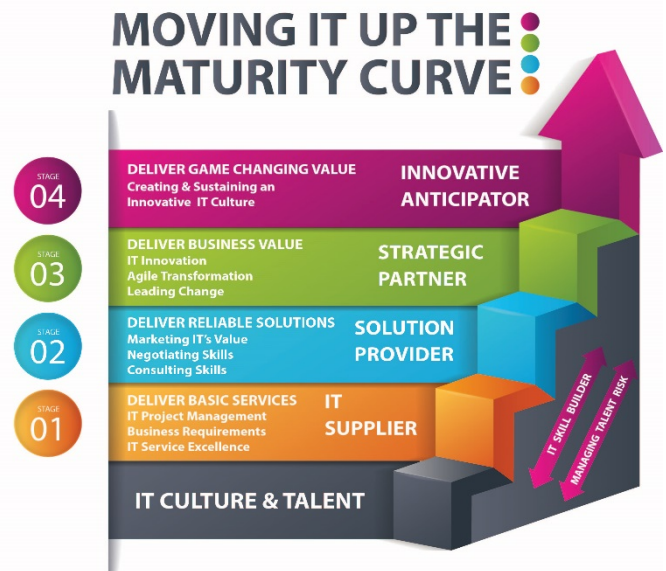 MOVING IT UP THE
MATURITY CURVE
STAGE
04
DELIVER GAME CHANGING VALUE
Creating & Sustaining an
Innovative IT Culture
INNOVATIVE
ANTICIPATOR
STAGE
03
DELIVER BUSINESS VALUE
IT Innovation
Agile Transformation
Leading Change
STRATEGIC
PARTNER
STAGE
02
DELIVER RELIABLE SOLUTIONS
Marketing IT's Value
Negotiating Skills
Consulting Skills
SOLUTION
PROVIDER
STAGE
01
DELIVER BASIC SERVICES
IT Project Management
Business Requirements
IT Service Excellence
IT
SUPPLIER
IT SKILL BUILDER
MANAGING TALENT RISK
IT CULTURE & TALENT